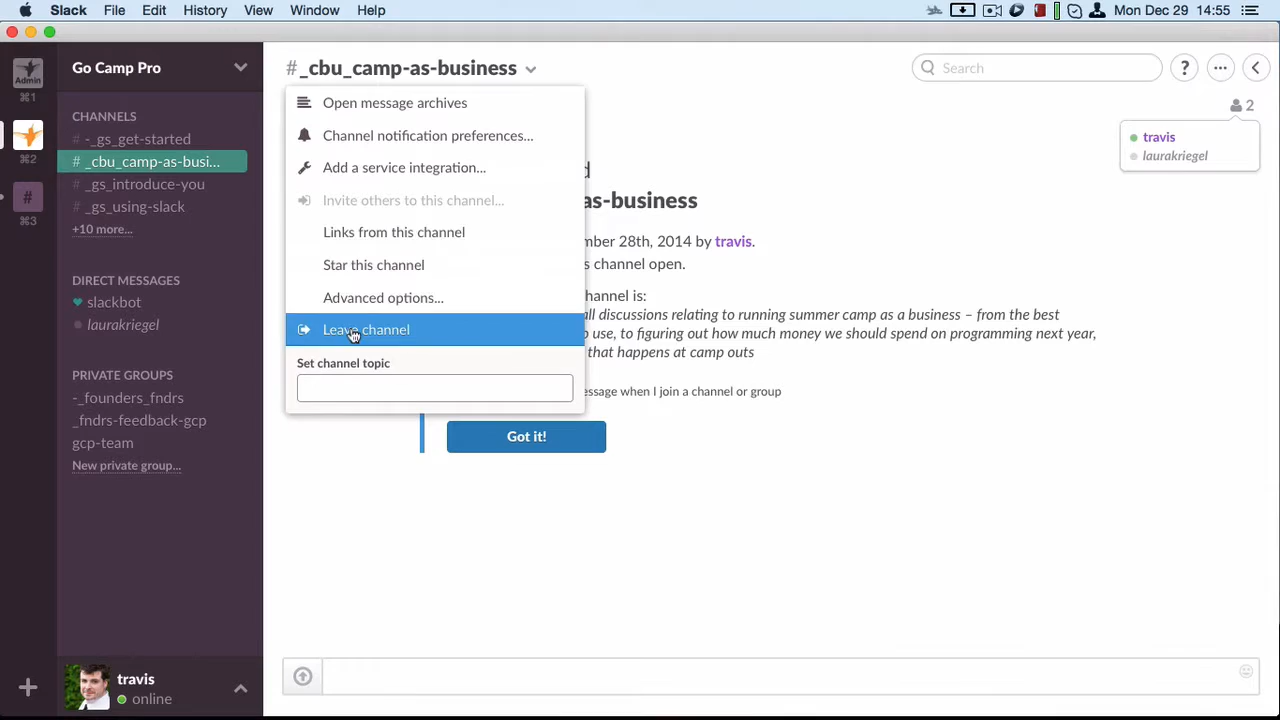 Slack File Edit History View Window Help Mon Dec 29 14:55
Admin
⌘1
⌘2
#
⌘3
Go Camp Pro
CHANNELS
# -_gs_get-started
# _cbu_camp-as-busi...
# _gs_introduce-you
# _gs_using-slack
+10 more...
DIRECT MESSAGES
slackbot
laurakriegel
PRIVATE GROUPS
-_founders_fndrs
_fndrs-feedback-gcp
gcp-team
New private group...
travis
online
#_cbu_camp-as-business
Search
?
2
travis
laurakriegel
Open message archives
Channel notification preferences...
Add a service integration...
Invite others to this channel...
Links from this channel
Star this channel
Advanced options...
Leave channel
Set channel topic
d
as-business
mber 28th, 2014 by travis.
s channel open.
hannel is:
all discussions relating to running summer camp as a business – from the best
o use, to figuring out how much money we should spend on programming next year,
that happens at camp outs
essage when I join a channel or group
Got it!